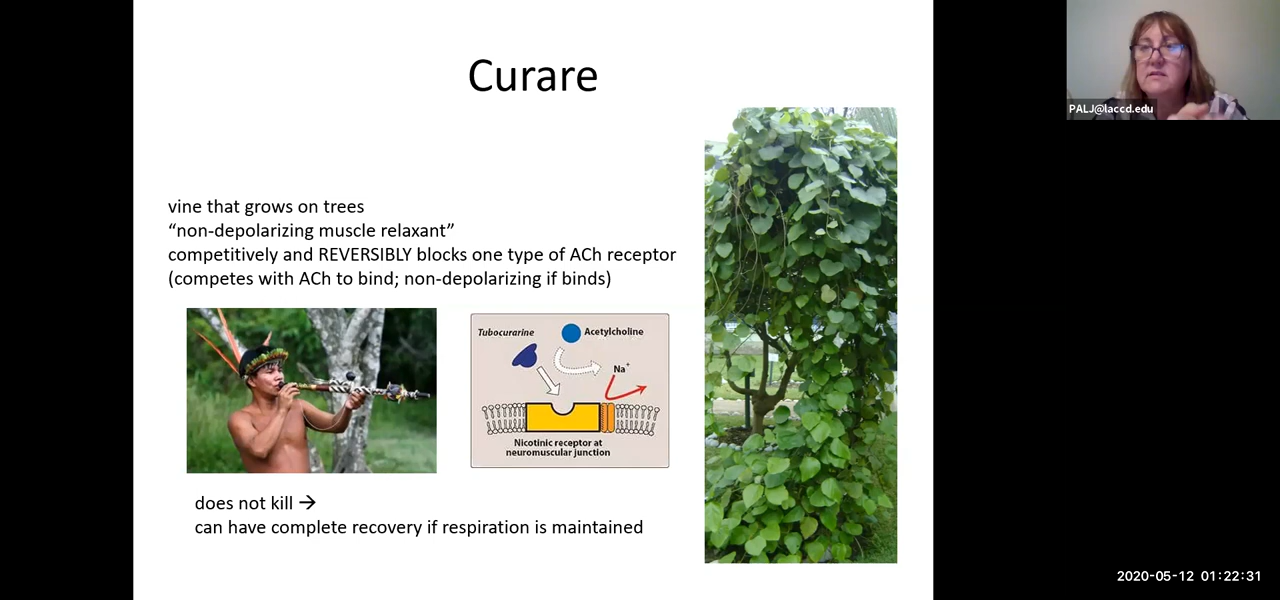 Curare
PALJ@laccd.edu
vine that grows on trees
“non-depolarizing muscle relaxant”
competitively and REVERSIBLY blocks one type of ACh receptor
(competes with ACh to bind; non-depolarizing if binds)
Tubocurarine
Acetylcholine
Na+
Nicotinic receptor at
neuromuscular junction
does not kill →
can have complete recovery if respiration is maintained
2020-05-12 01:22:31